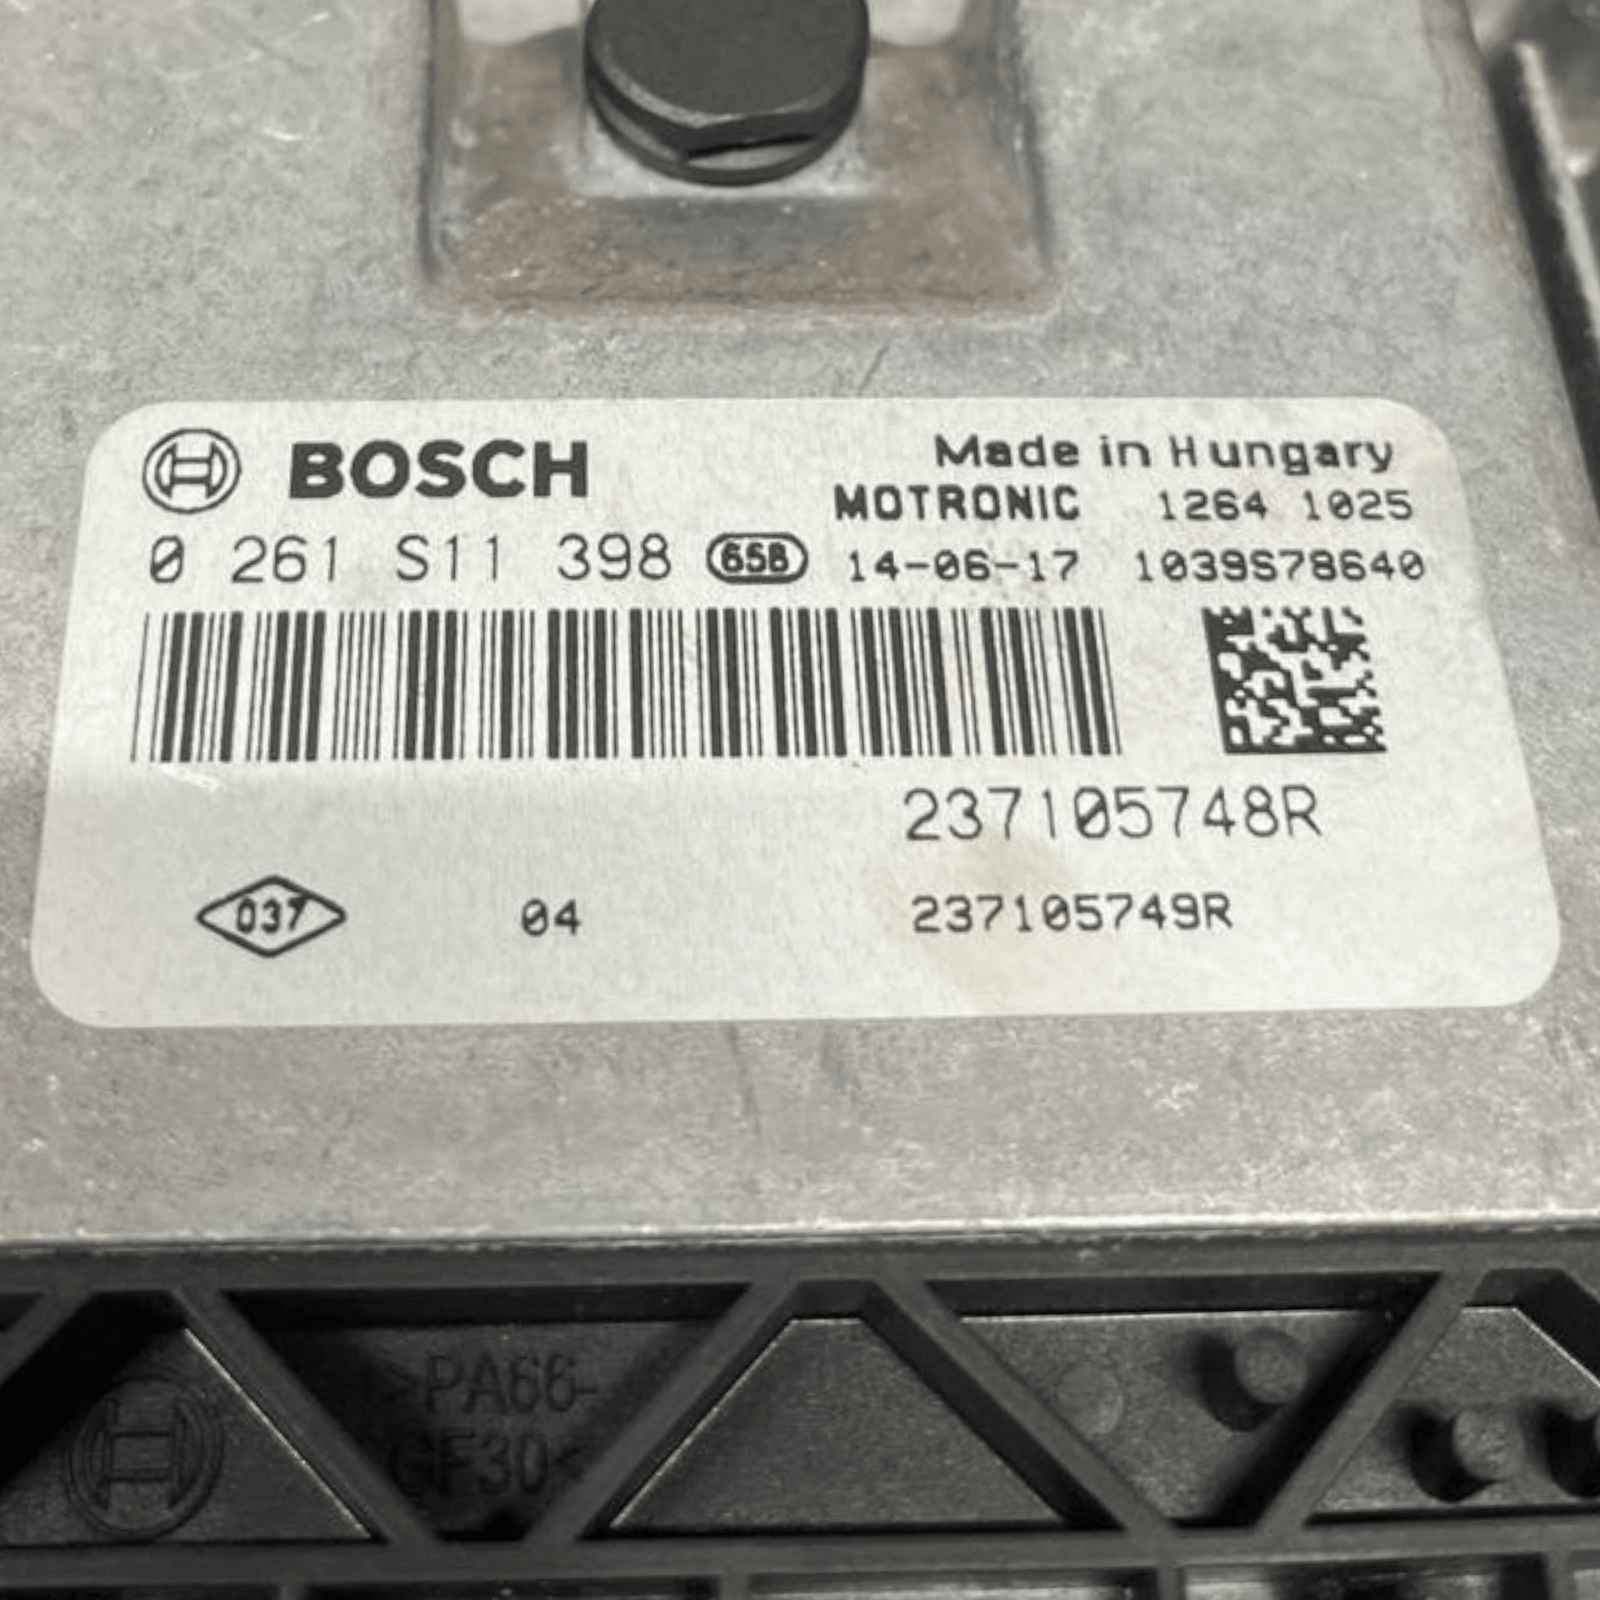 BOSCH
Made in Hungary
MOTRONIC 1264 1025
0 261 S11 398 65B 14-06-17 1039S78640
237105748R
037 04 237105749R
>PA66-
GF30<